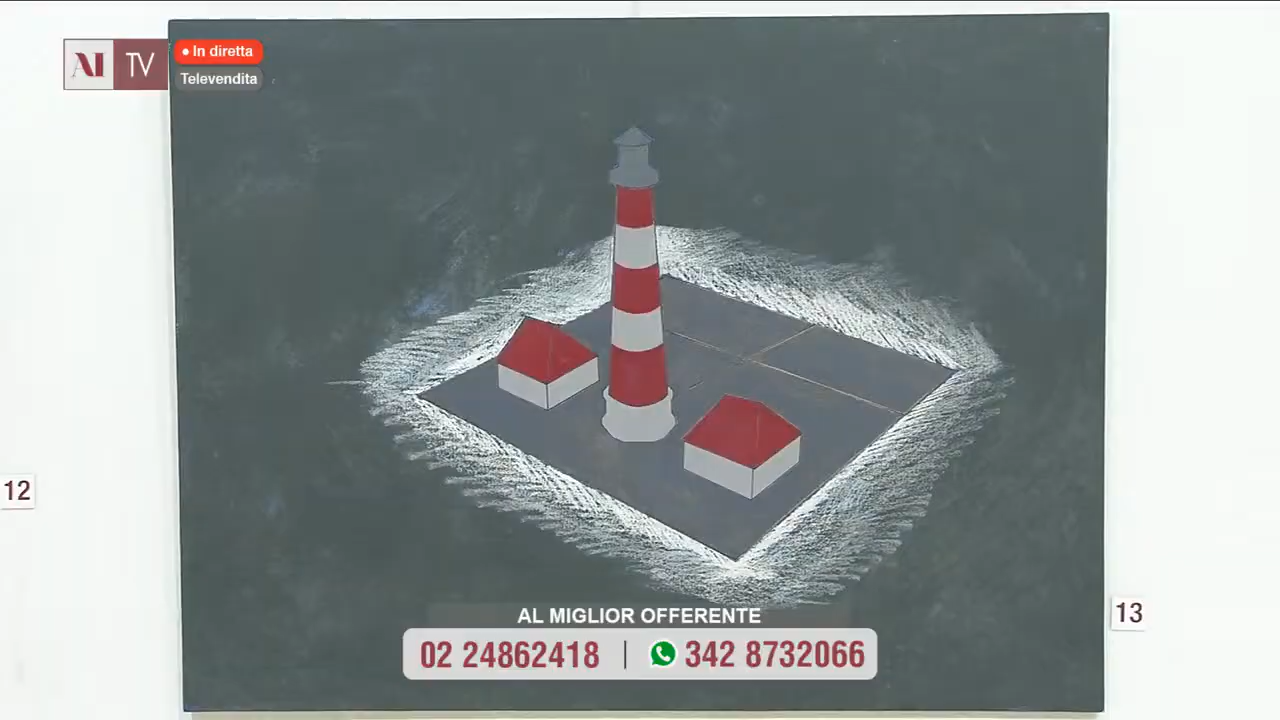 AI TV
In diretta
Televendita
12
13
AL MIGLIOR OFFERENTE
02 24862418 | 342 8732066